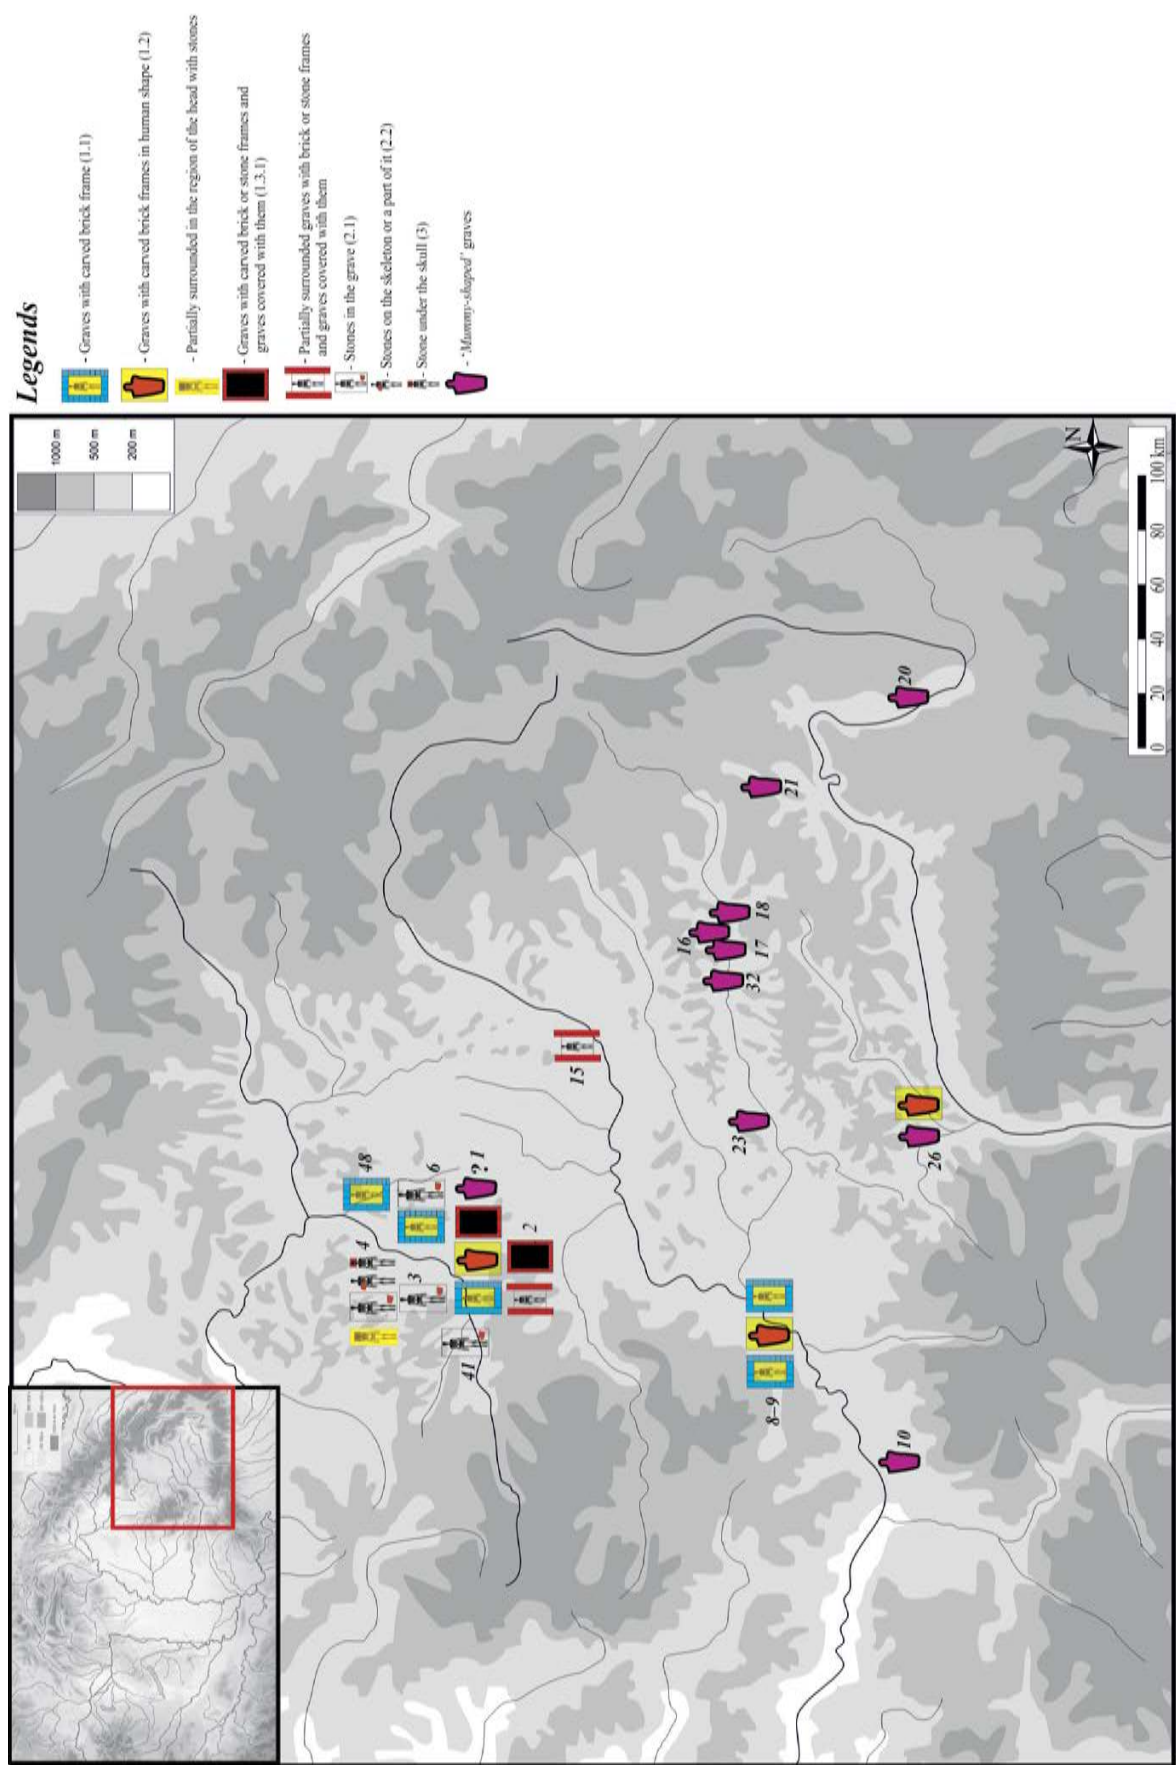 Legends
- Graves with carved brick frame (1.1)
- Graves with carved brick frames in human shape (1.2)
- Partially surrounded in the region of the head with stones
- Graves with carved brick or stone frames and
graves covered with them (1.3.1)
- Partially surrounded graves with brick or stone frames
and graves covered with them
- Stones in the grave (2.1)
- Stones on the skeleton or a part of it (2.2)
- Stone under the skull (3)
- 'Mummy-shaped' graves
1000 m
500 m
200 m
48
4
6
3
? 1
2
41
15
16
18
17
32
21
23
20
26
8–9
10
N
0 20 40 60 80 100 km